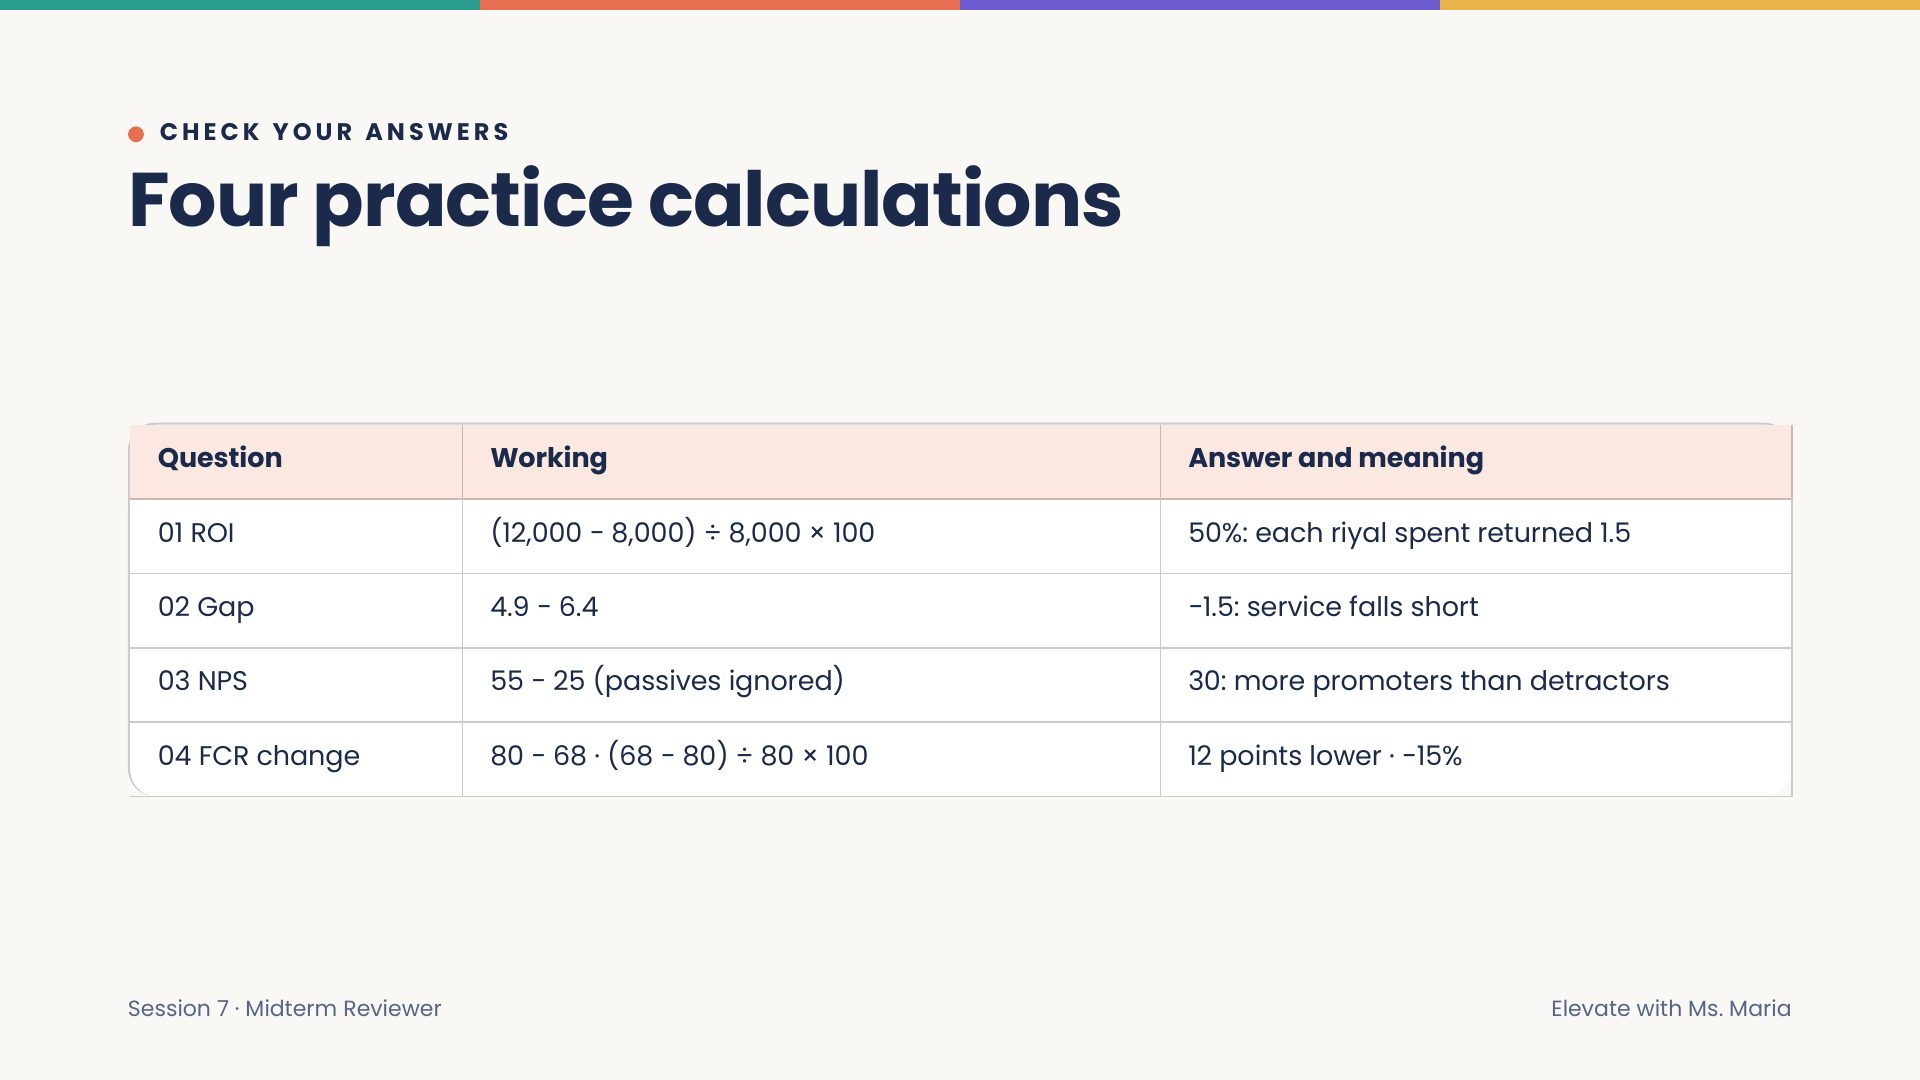 CHECK YOUR ANSWERS
Four practice calculations
Question Working Answer and meaning
01 ROI (12,000 − 8,000) ÷ 8,000 × 100 50%: each riyal spent returned 1.5
02 Gap 4.9 − 6.4 −1.5: service falls short
03 NPS 55 − 25 (passives ignored) 30: more promoters than detractors
04 FCR change 80 − 68 · (68 − 80) ÷ 80 × 100 12 points lower · −15%
Session 7 · Midterm Reviewer Elevate with Ms. Maria